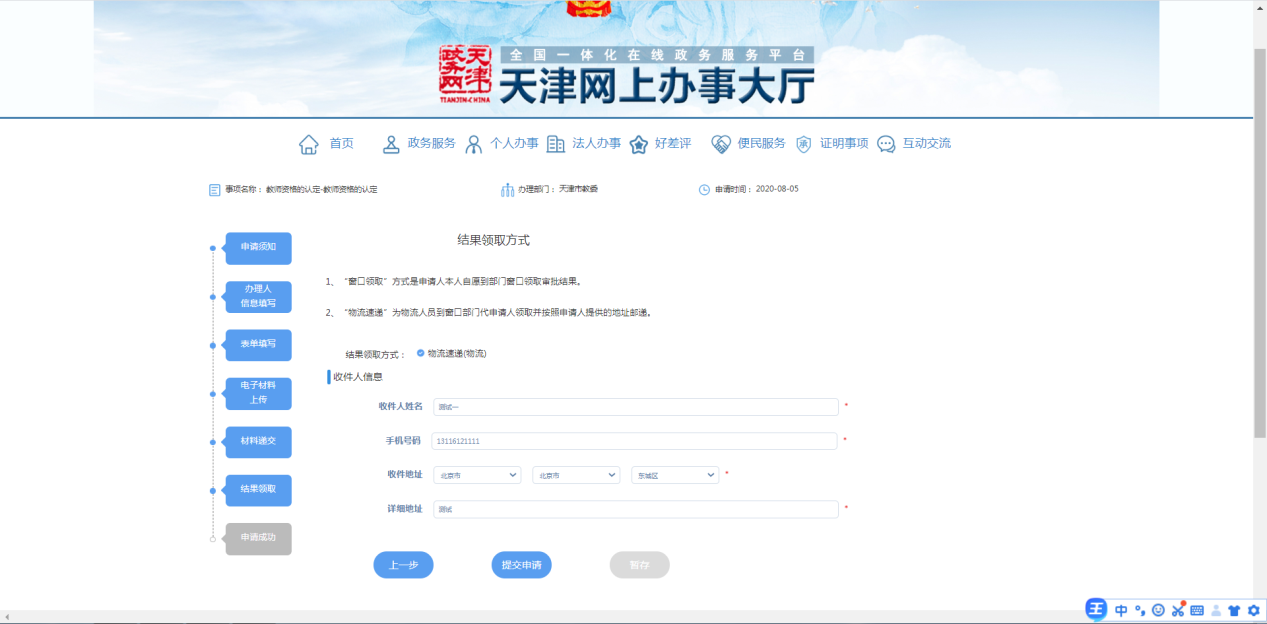 天津
政务网
TIANJIN-CHINA
全国一体化在线政务服务平台
天津网上办事大厅
首页 政务服务 个人办事 法人办事 好差评 便民服务 证明事项 互动交流
事项名称： 教师资格的认定-教师资格的认定 办理部门： 天津市教委 申请时间： 2020-08-05
申请须知
办理人
信息填写
表单填写
电子材料
上传
材料递交
结果领取
申请成功
结果领取方式
1、 “窗口领取” 方式是申请人本人自愿到部门窗口领取审批结果。
2、 “物流速递” 为物流人员到窗口部门代申请人领取并按照申请人提供的地址邮递。
结果领取方式： 物流速递(物流)
收件人信息
收件人姓名 测试一 *
手机号码 13116121111 *
收件地址 北京市 北京市 东城区 *
详细地址 测试 *
上一步 提交申请 暂存
王 中